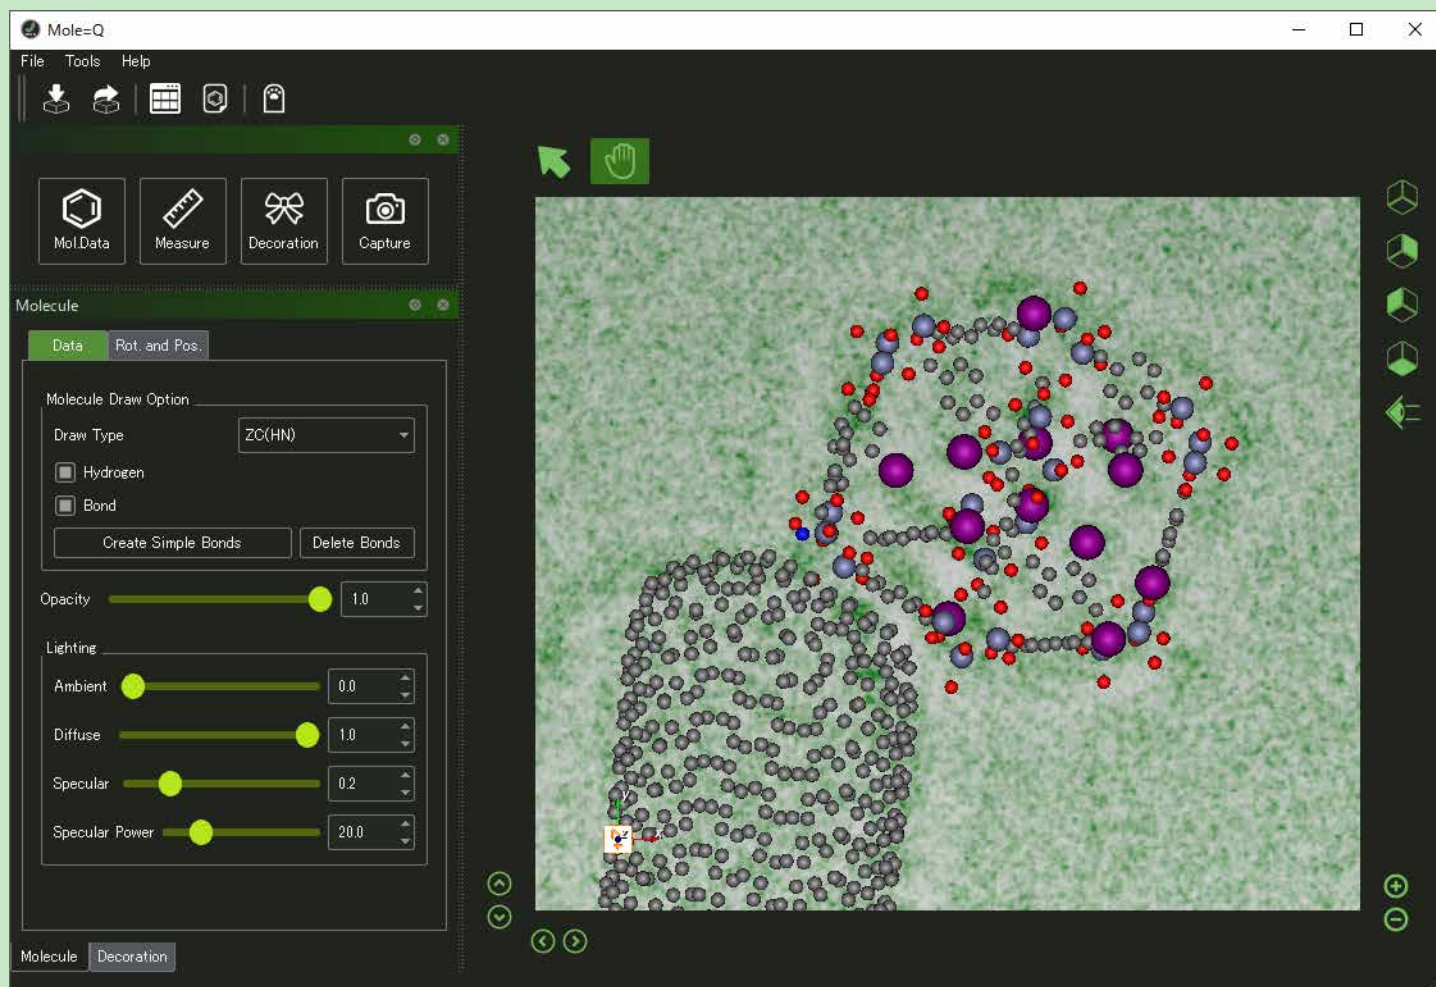 Mole=Q
File Tools Help
Mol.Data Measure Decoration Capture
Molecule
Data Rot. and Pos.
Molecule Draw Option
Draw Type ZC(HN)
Hydrogen
Bond
Create Simple Bonds Delete Bonds
Opacity 1.0
Lighting
Ambient 0.0
Diffuse 1.0
Specular 0.2
Specular Power 20.0
y
z x
Molecule Decoration